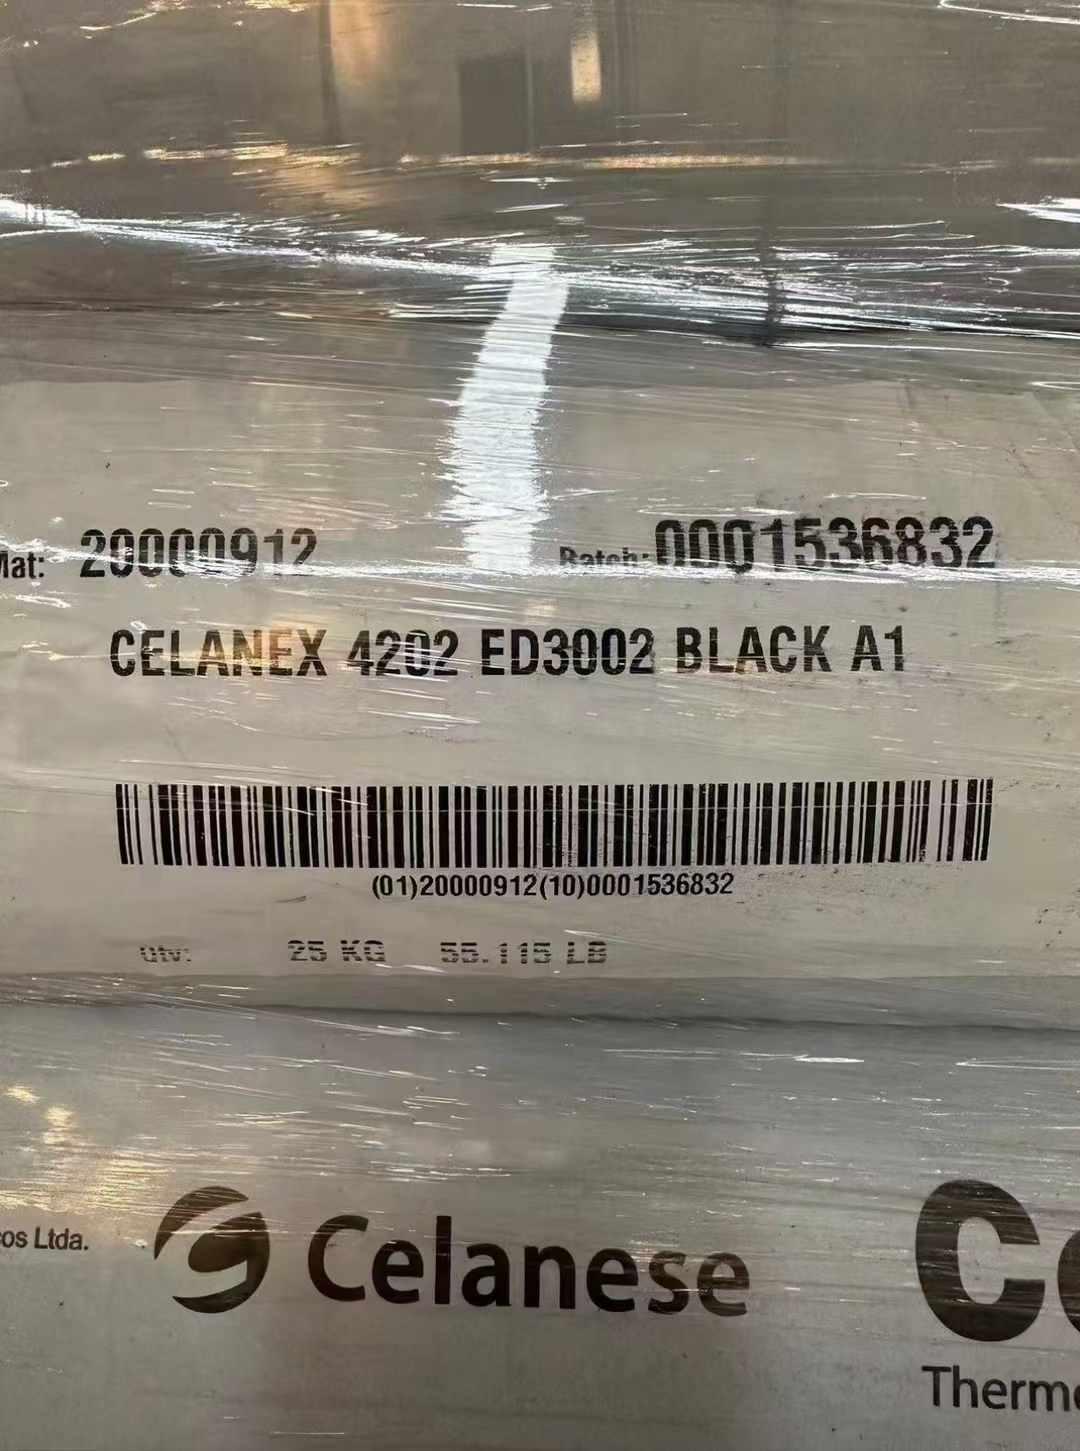 Mat: 20000912 Batch: 0001536832
CELANEX 4202 ED3002 BLACK A1
(01)20000912(10)0001536832
Qty: 25 KG 55.115 LB
os Ltda. Celanese